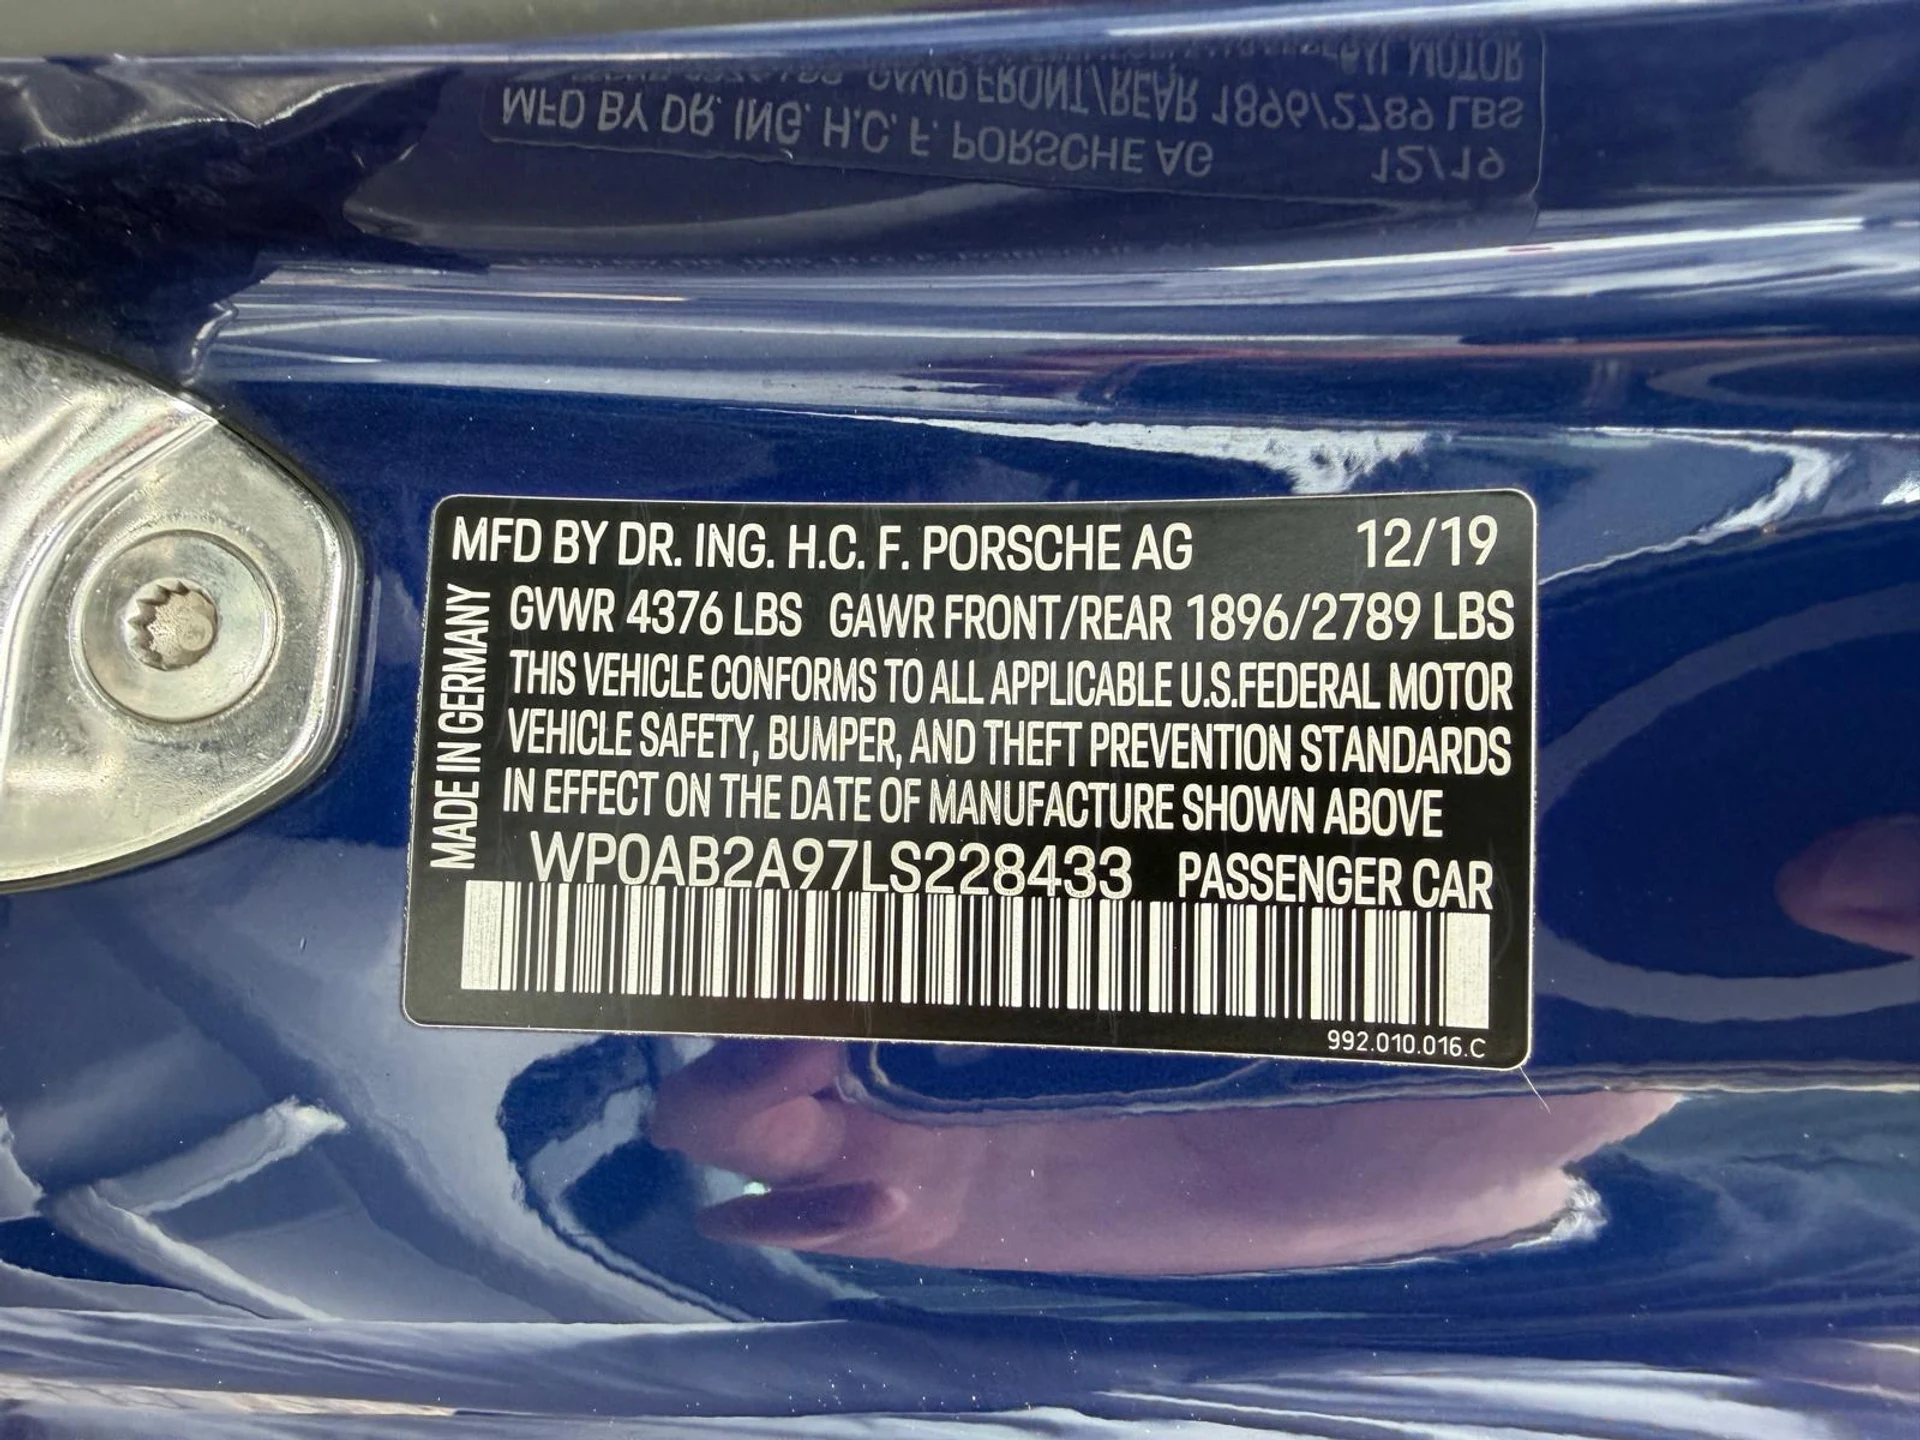 MFD BY DR. ING. H.C. F. PORSCHE AG 12/19
GVWR 4376 LBS GAWR FRONT/REAR 1896/2789 LBS
THIS VEHICLE CONFORMS TO ALL APPLICABLE U.S.FEDERAL MOTOR
VEHICLE SAFETY, BUMPER, AND THEFT PREVENTION STANDARDS
IN EFFECT ON THE DATE OF MANUFACTURE SHOWN ABOVE
MADE IN GERMANY
WP0AB2A97LS228433 PASSENGER CAR
992.010.016.C